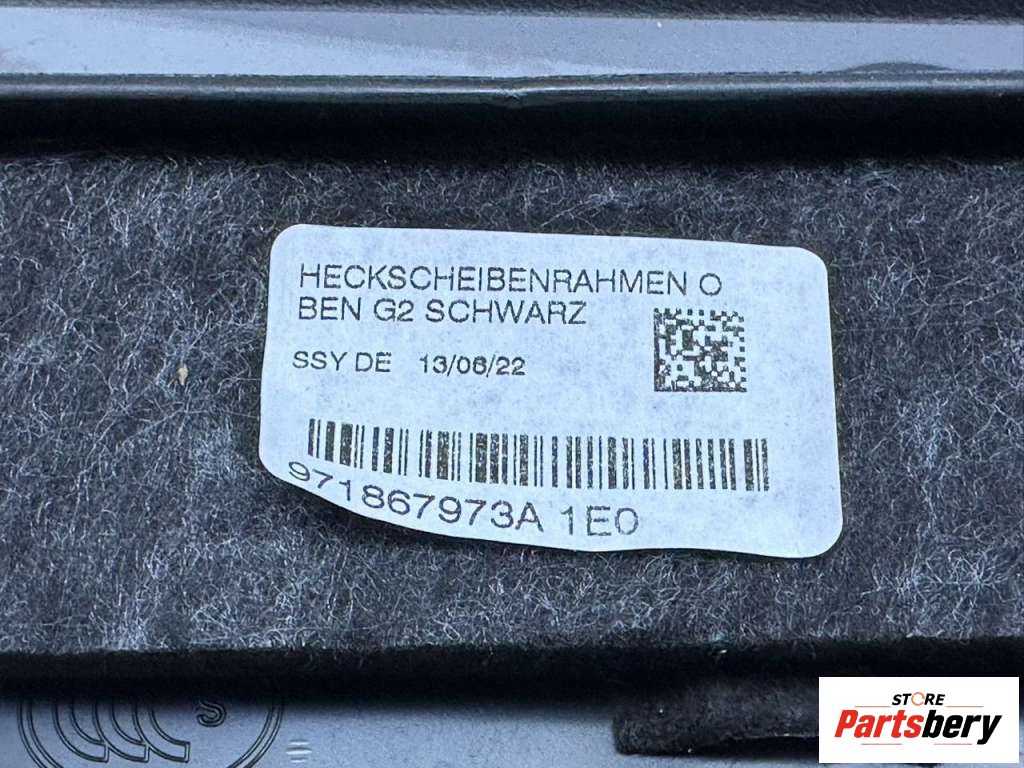 HECKSCHEIBENRAHMEN O
BEN G2 SCHWARZ
SSY DE 13/06/22
971867973A 1E0
S
STORE
Partsbery